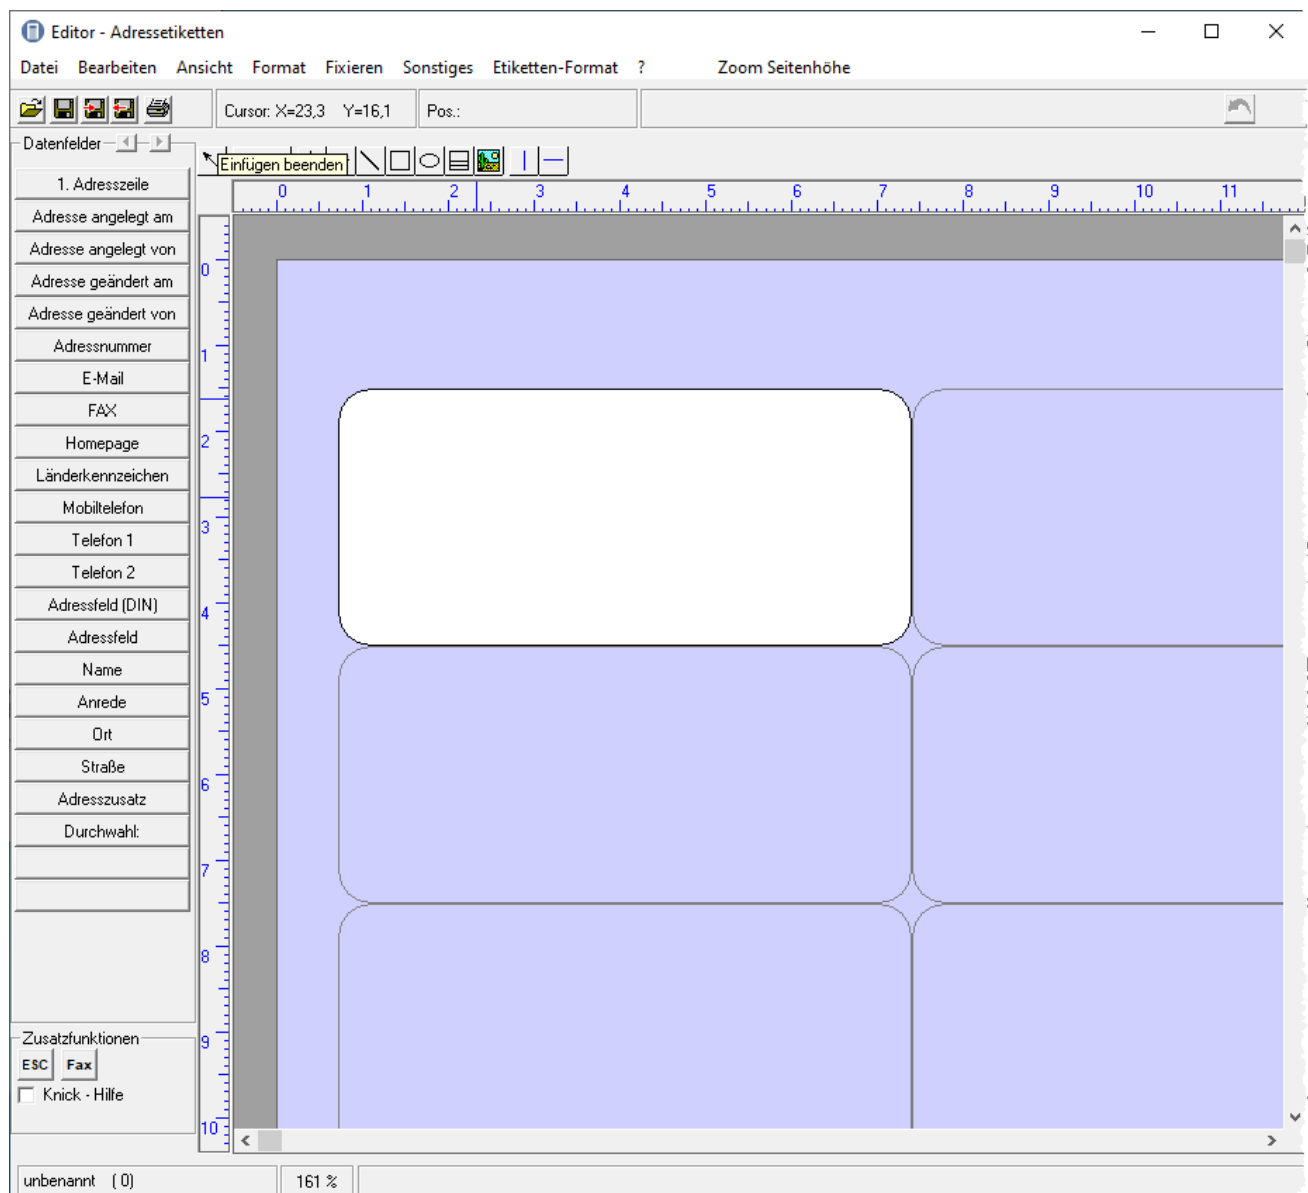 Editor - Adressetiketten
Datei Bearbeiten Ansicht Format Fixieren Sonstiges Etiketten-Format ? Zoom Seitenhöhe
Cursor: X=23,3 Y=16,1 Pos.:
Datenfelder
Einfügen beenden
0 1 2 3 4 5 6 7 8 9 10 11
1. Adresszeile
Adresse angelegt am
Adresse angelegt von
Adresse geändert am
Adresse geändert von
Adressnummer
E-Mail
FAX
Homepage
Länderkennzeichen
Mobiltelefon
Telefon 1
Telefon 2
Adressfeld (DIN)
Adressfeld
Name
Anrede
Ort
Straße
Adresszusatz
Durchwahl:
0
1
2
3
4
5
6
7
8
9
10
Zusatzfunktionen
ESC Fax
Knick - Hilfe
unbenannt ( 0) 161 %